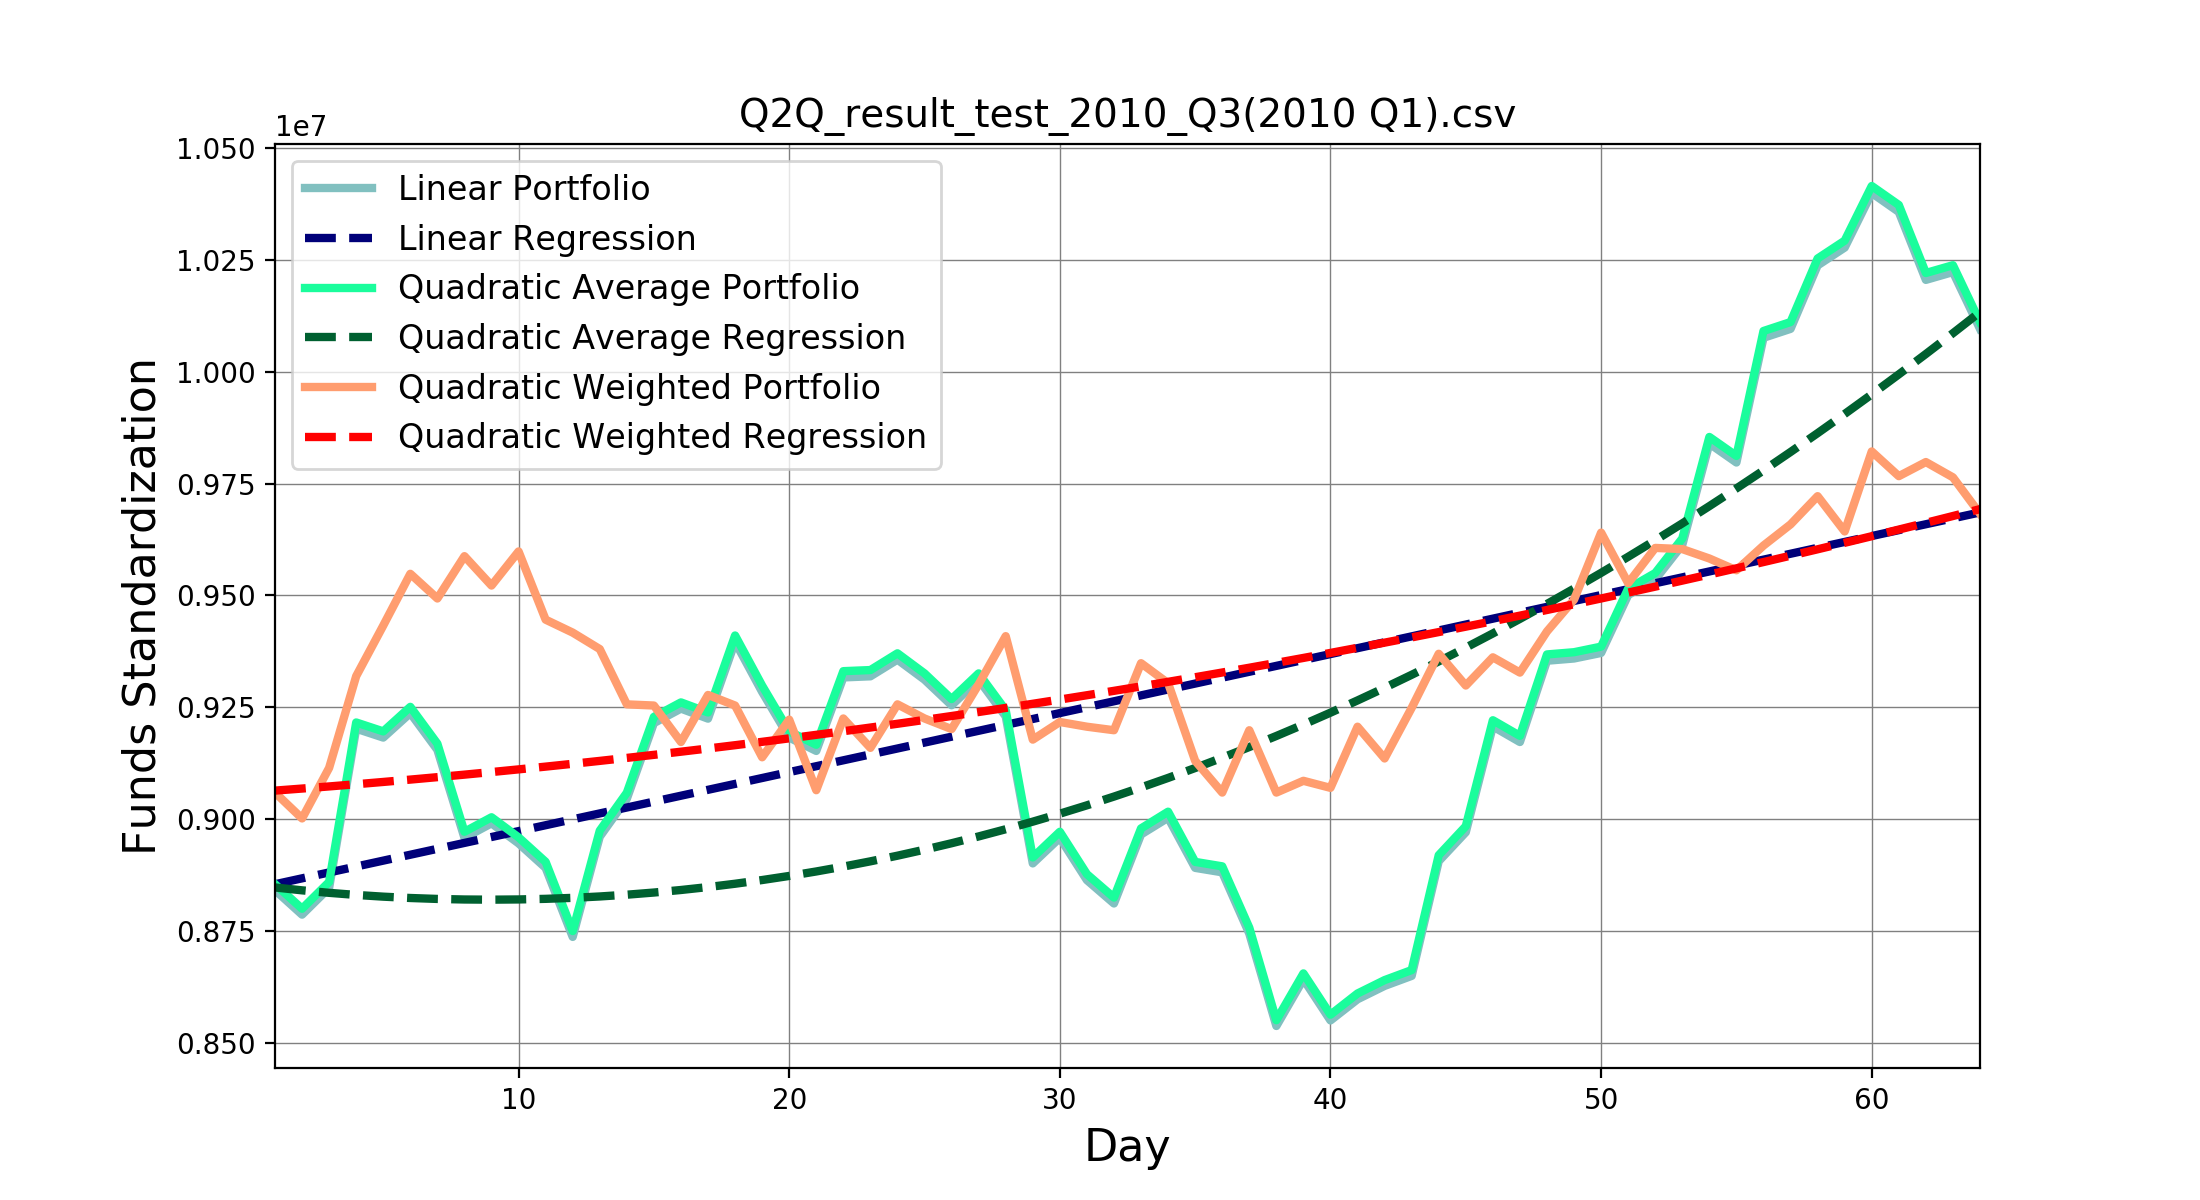 Q2Q_result_test_2010_Q3(2010 Q1).csv
1e7
1.050
1.025
1.000
0.975
0.950
0.925
0.900
0.875
0.850
Funds Standardization
Linear Portfolio
Linear Regression
Quadratic Average Portfolio
Quadratic Average Regression
Quadratic Weighted Portfolio
Quadratic Weighted Regression
10 20 30 40 50 60
Day